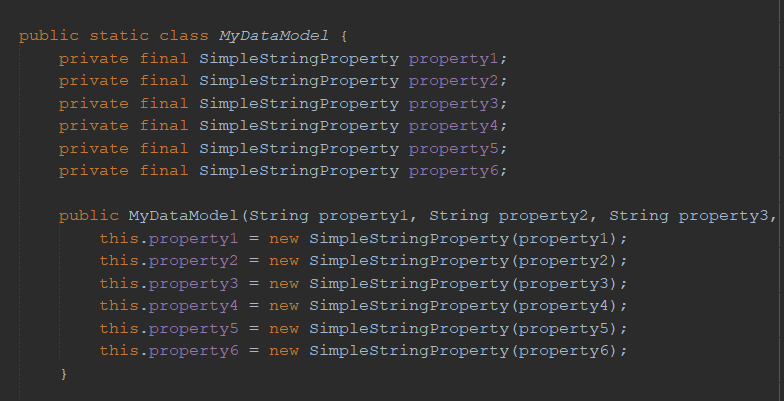 public static class MyDataModel {
private final SimpleStringProperty property1;
private final SimpleStringProperty property2;
private final SimpleStringProperty property3;
private final SimpleStringProperty property4;
private final SimpleStringProperty property5;
private final SimpleStringProperty property6;
public MyDataModel(String property1, String property2, String property3,
this.property1 = new SimpleStringProperty(property1);
this.property2 = new SimpleStringProperty(property2);
this.property3 = new SimpleStringProperty(property3);
this.property4 = new SimpleStringProperty(property4);
this.property5 = new SimpleStringProperty(property5);
this.property6 = new SimpleStringProperty(property6);
}